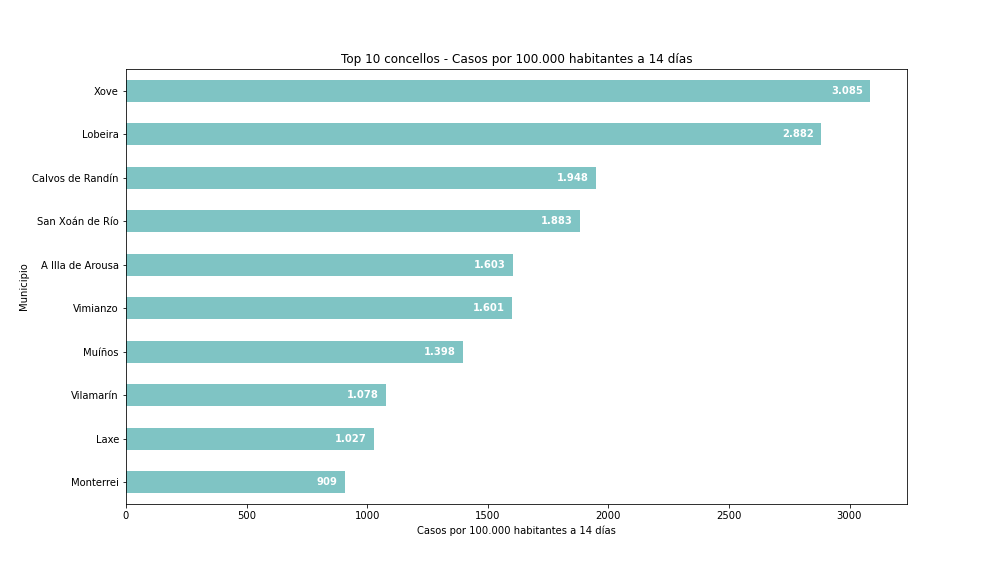 Top 10 concellos - Casos por 100.000 habitantes a 14 días
Municipio
Xove 3.085
Lobeira 2.882
Calvos de Randín 1.948
San Xoán de Río 1.883
A Illa de Arousa 1.603
Vimianzo 1.601
Muíños 1.398
Vilamarín 1.078
Laxe 1.027
Monterrei 909
0 500 1000 1500 2000 2500 3000
Casos por 100.000 habitantes a 14 días